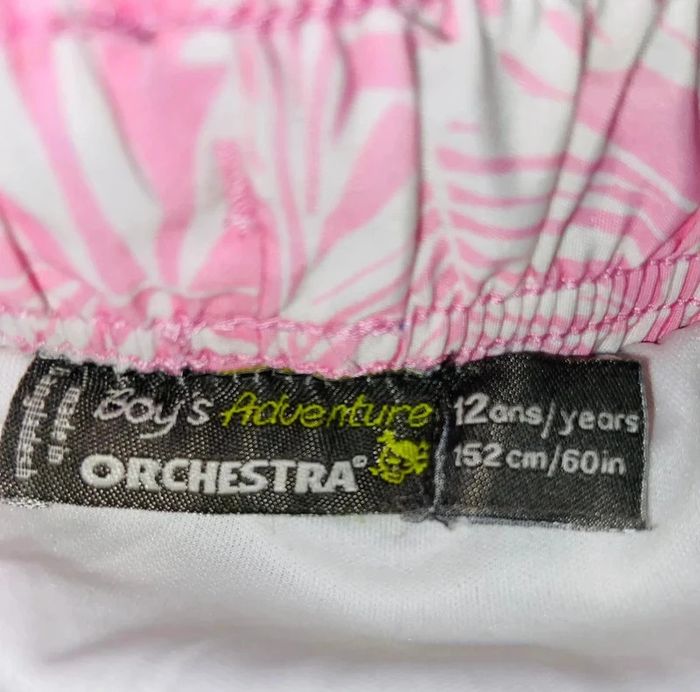 Boy's Adventure
ORCHESTRA®
12ans/years
152cm/60in